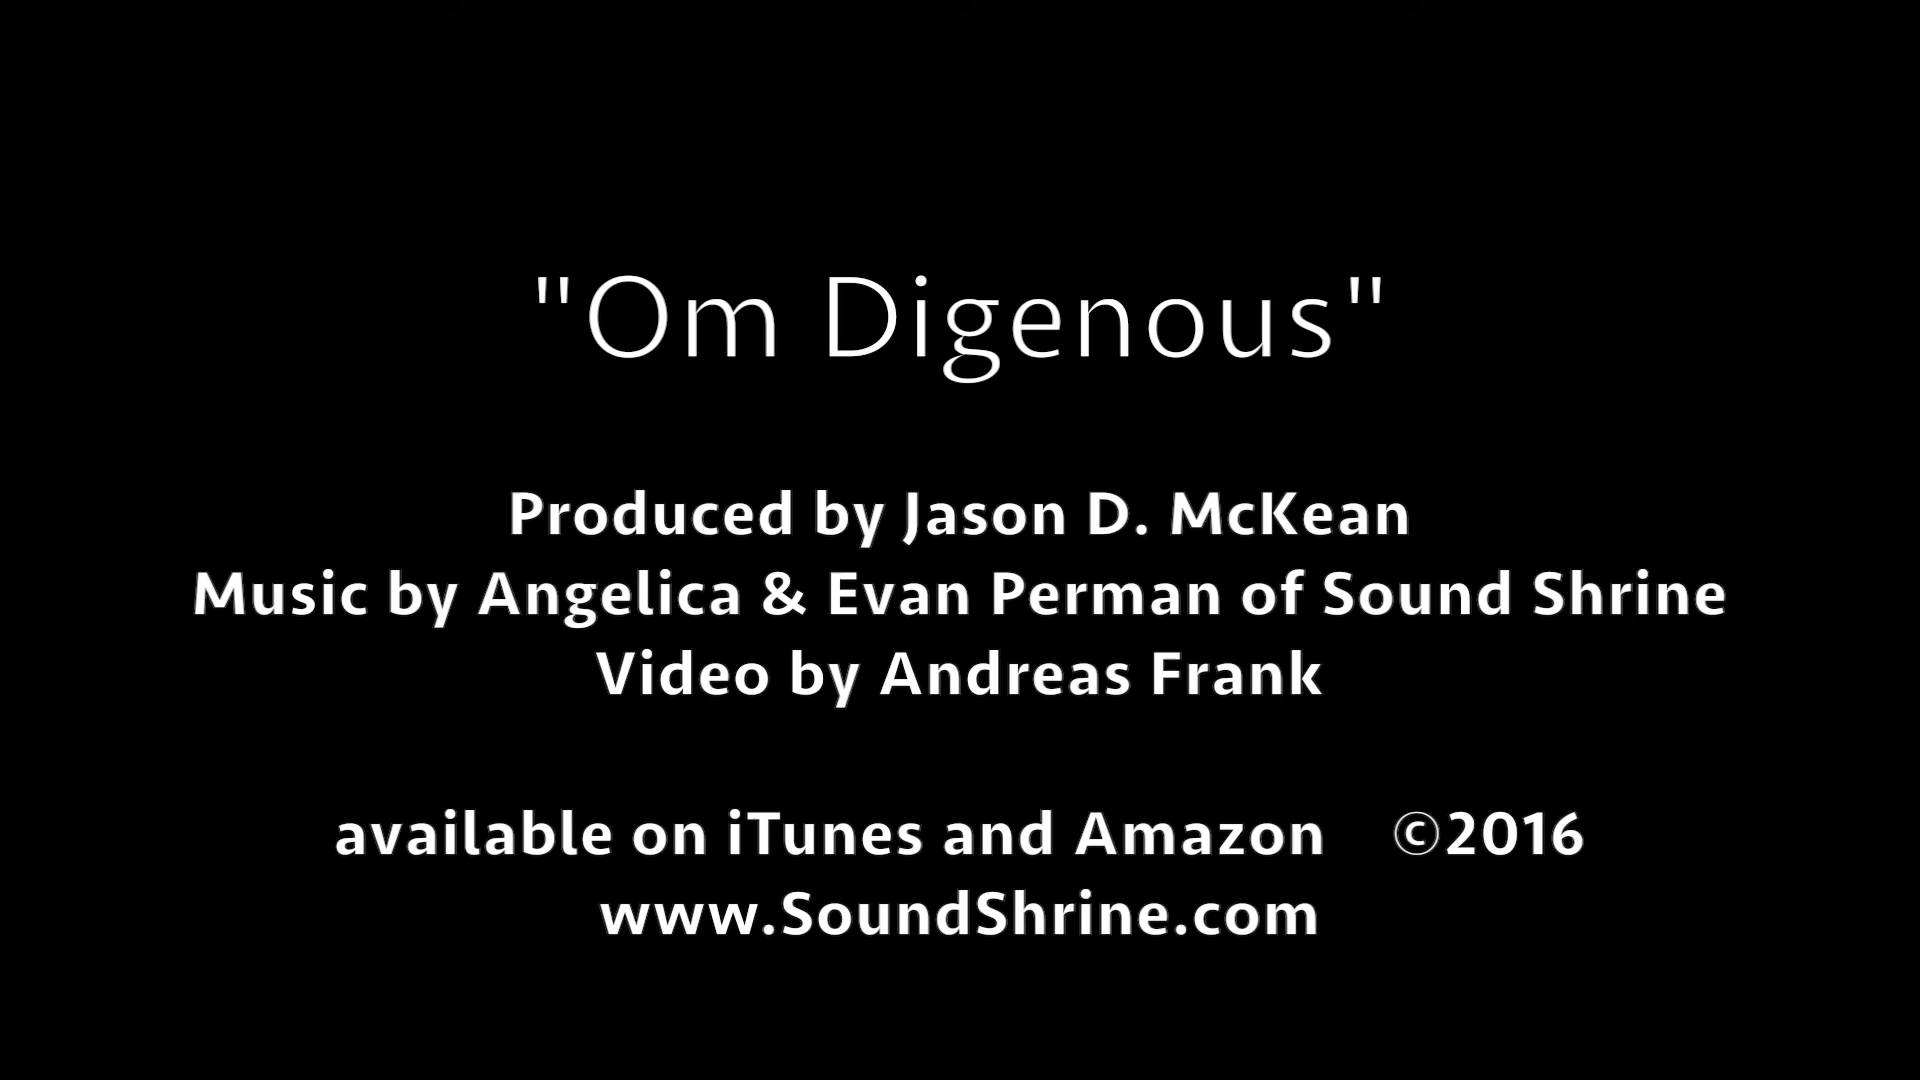 "Om Digenous"
Produced by Jason D. McKean
Music by Angelica & Evan Perman of Sound Shrine
Video by Andreas Frank
available on iTunes and Amazon ©2016
www.SoundShrine.com